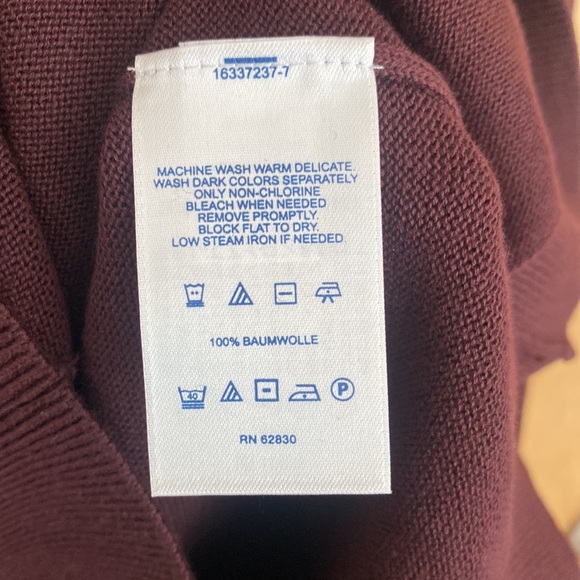 16337237-7
MACHINE WASH WARM DELICATE.
WASH DARK COLORS SEPARATELY
ONLY NON-CHLORINE
BLEACH WHEN NEEDED
REMOVE PROMPTLY.
BLOCK FLAT TO DRY.
LOW STEAM IRON IF NEEDED.
100% BAUMWOLLE
40 P
RN 62830